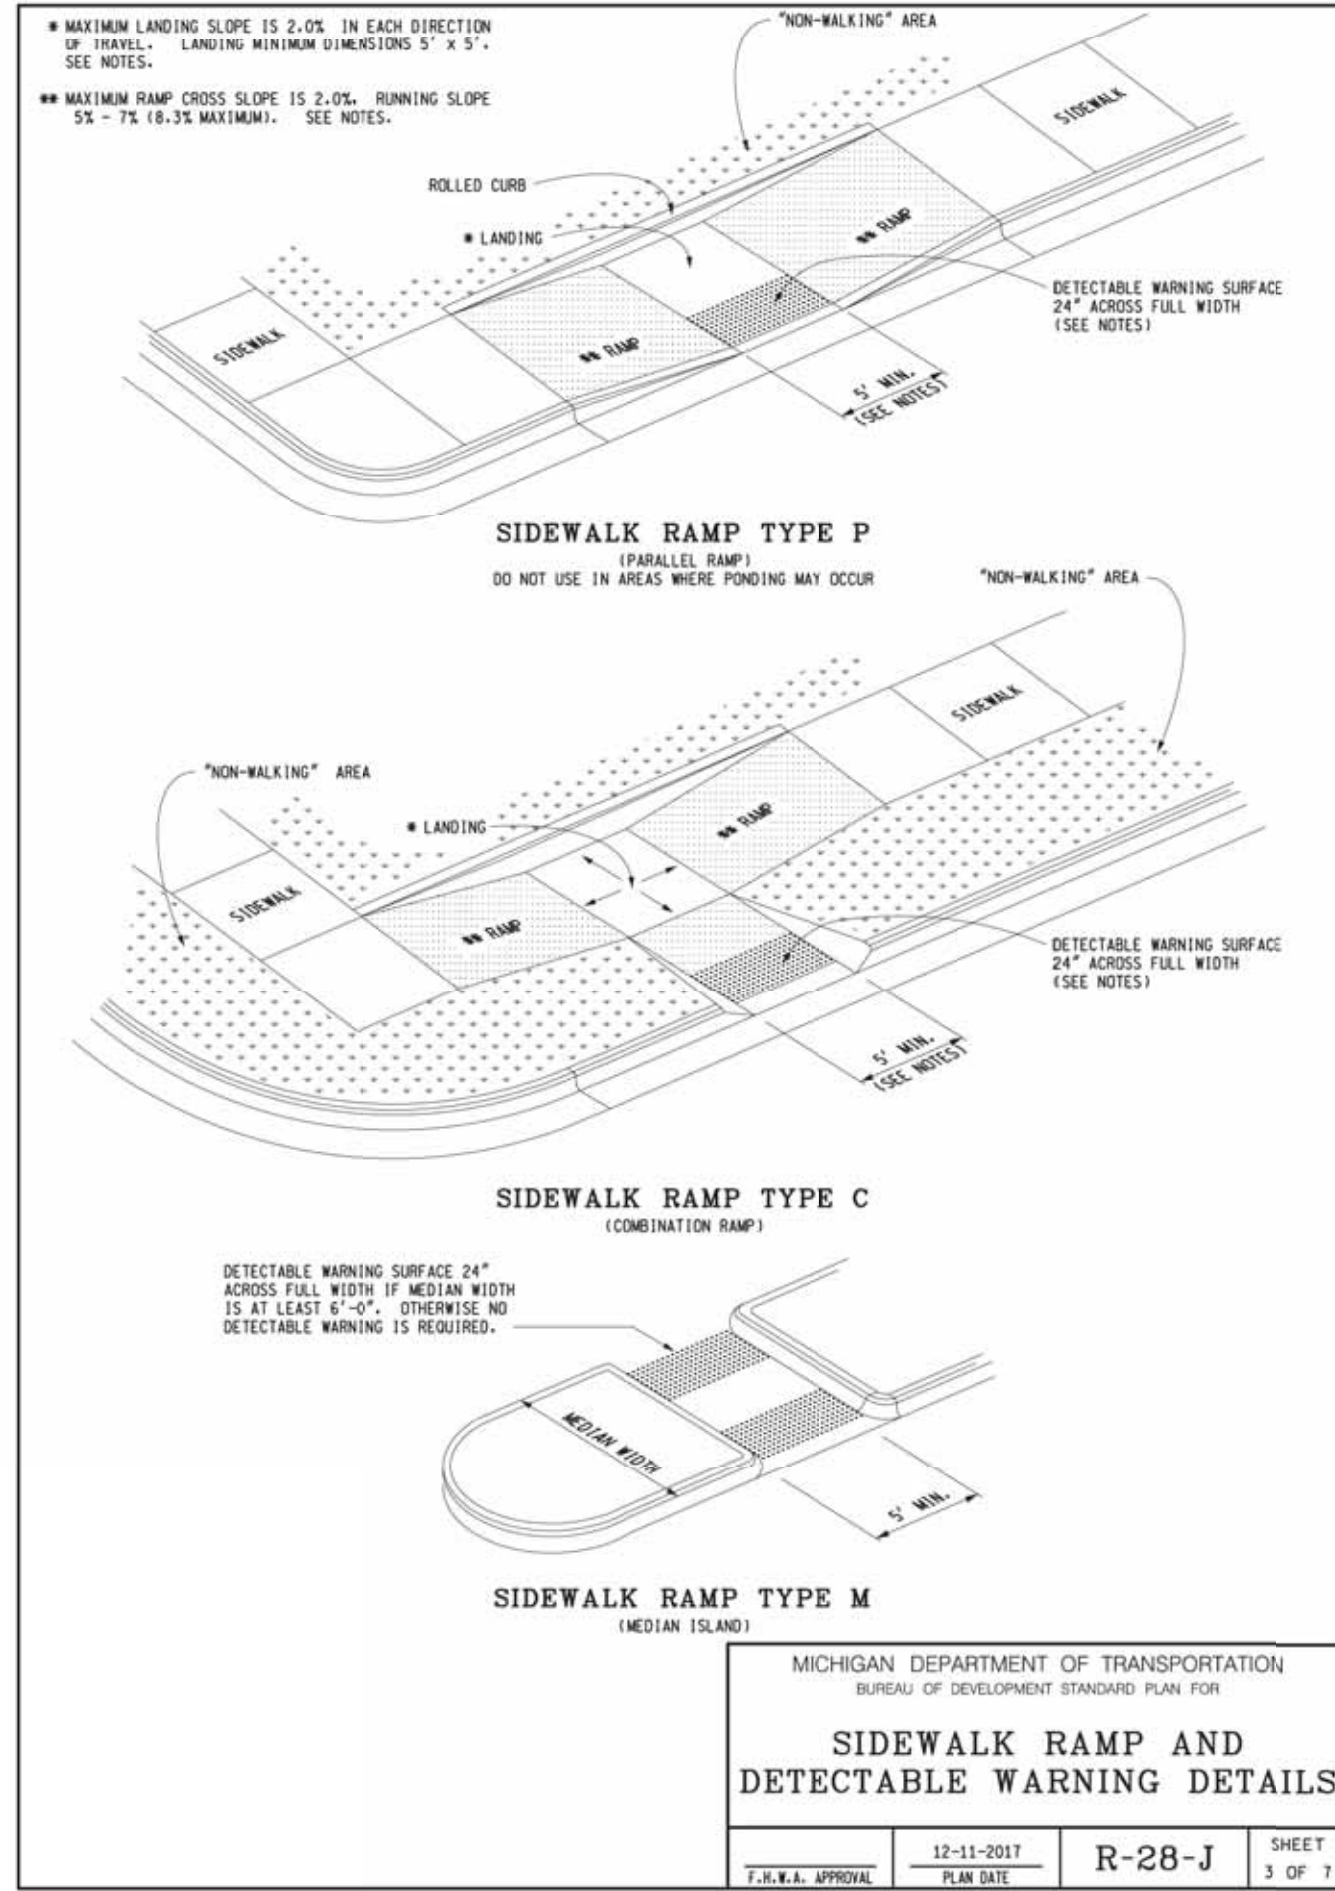 * MAXIMUM LANDING SLOPE IS 2.0% IN EACH DIRECTION
OF TRAVEL. LANDING MINIMUM DIMENSIONS 5' x 5'.
SEE NOTES.
** MAXIMUM RAMP CROSS SLOPE IS 2.0%. RUNNING SLOPE
5% - 7% (8.3% MAXIMUM). SEE NOTES.
"NON-WALKING" AREA
SIDEWALK
ROLLED CURB
* LANDING
** RAMP
DETECTABLE WARNING SURFACE
24" ACROSS FULL WIDTH
(SEE NOTES)
SIDEWALK
** RAMP
5' MIN.
(SEE NOTES)
SIDEWALK RAMP TYPE P
(PARALLEL RAMP)
DO NOT USE IN AREAS WHERE PONDING MAY OCCUR
"NON-WALKING" AREA
SIDEWALK
"NON-WALKING" AREA
* LANDING
** RAMP
SIDEWALK
** RAMP
DETECTABLE WARNING SURFACE
24" ACROSS FULL WIDTH
(SEE NOTES)
5' MIN.
(SEE NOTES)
SIDEWALK RAMP TYPE C
(COMBINATION RAMP)
DETECTABLE WARNING SURFACE 24"
ACROSS FULL WIDTH IF MEDIAN WIDTH
IS AT LEAST 6'-0". OTHERWISE NO
DETECTABLE WARNING IS REQUIRED.
MEDIAN WIDTH
5' MIN.
SIDEWALK RAMP TYPE M
(MEDIAN ISLAND)
MICHIGAN DEPARTMENT OF TRANSPORTATION
BUREAU OF DEVELOPMENT STANDARD PLAN FOR
SIDEWALK RAMP AND
DETECTABLE WARNING DETAILS
F.H.W.A. APPROVAL
12-11-2017
PLAN DATE
R-28-J
SHEET
3 OF 7